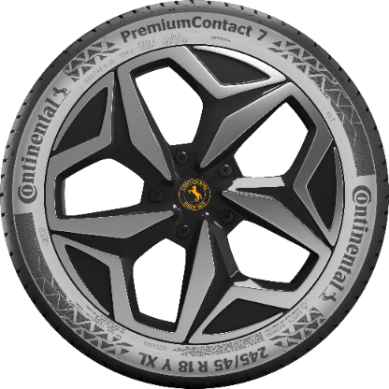 PremiumContact 7
Continental
Continental
245/45 R 18 Y XL